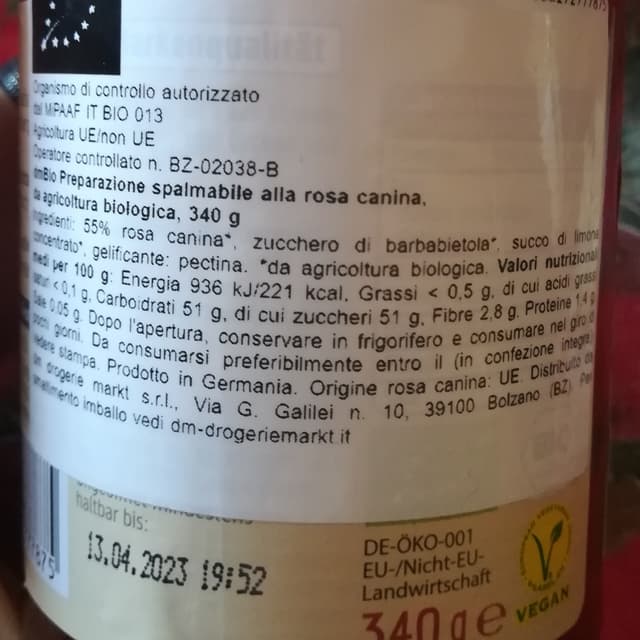 Organismo di controllo autorizzato
dal MIPAAF IT BIO 013
Agricoltura UE/non UE
Operatore controllato n. BZ-02038-B
dmBio Preparazione spalmabile alla rosa canina,
da agricoltura biologica, 340 g
Ingredienti: 55% rosa canina*, zucchero di barbabietola*, succo di limone
concentrato*, gelificante: pectina. *da agricoltura biologica. Valori nutrizionali
medi per 100 g: Energia 936 kJ/221 kcal, Grassi < 0,5 g, di cui acidi grassi
saturi < 0,1 g, Carboidrati 51 g, di cui zuccheri 51 g, Fibre 2,8 g, Proteine 1,4 g,
Sale 0,05 g. Dopo l'apertura, conservare in frigorifero e consumare nel giro di
pochi giorni. Da consumarsi preferibilmente entro il (in confezione integra):
vedere stampa. Prodotto in Germania. Origine rosa canina: UE. Distribuito da
dm drogerie markt s.r.l., Via G. Galilei n. 10, 39100 Bolzano (BZ) Per
smaltimento imballo vedi dm-drogeriemarkt.it
haltbar bis:
13.04.2023 19:52
DE-ÖKO-001
EU-/Nicht-EU-
Landwirtschaft
340 g e
VEGAN